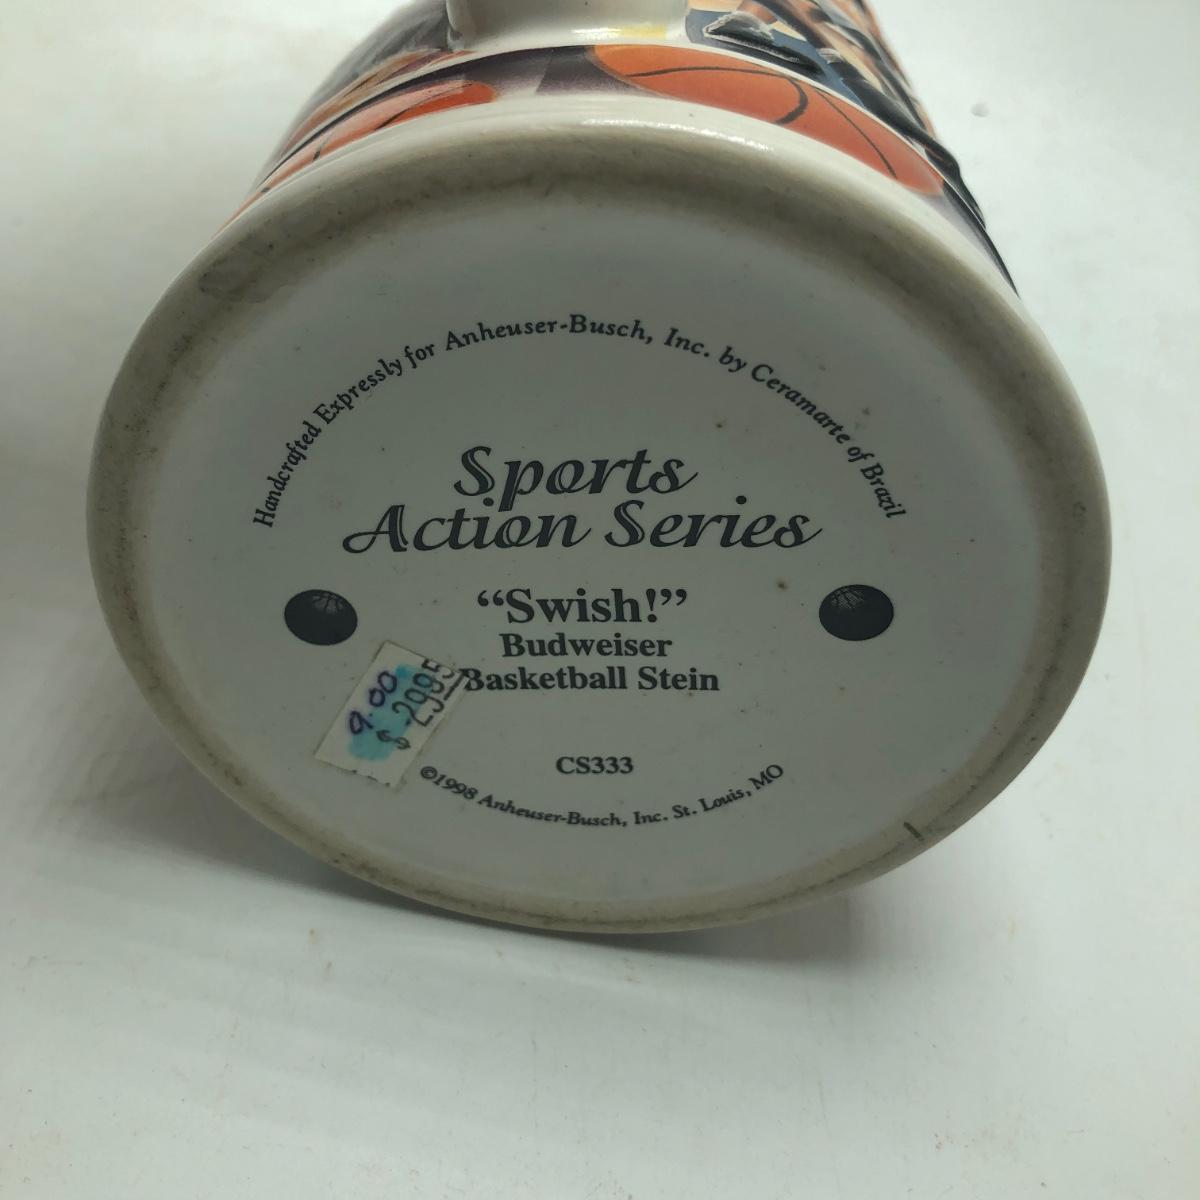 Handcrafted Expressly for Anheuser-Busch, Inc. by Ceramarte of Brazil
Sports
Action Series
“Swish!”
Budweiser
Basketball Stein
9.00
$
CS333
©1998 Anheuser-Busch, Inc. St. Louis, MO